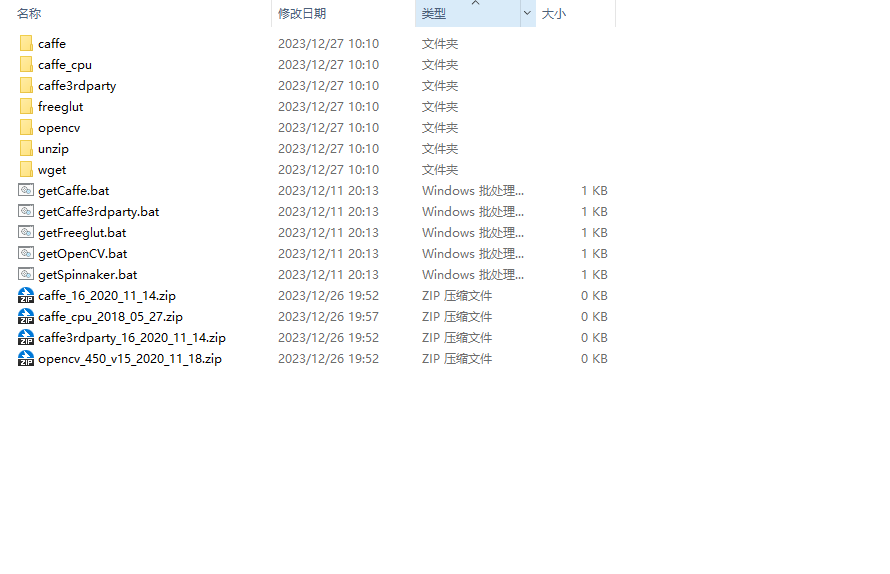 名称 修改日期 类型 大小
caffe 2023/12/27 10:10 文件夹
caffe_cpu 2023/12/27 10:10 文件夹
caffe3rdparty 2023/12/27 10:10 文件夹
freeglut 2023/12/27 10:10 文件夹
opencv 2023/12/27 10:10 文件夹
unzip 2023/12/27 10:10 文件夹
wget 2023/12/27 10:10 文件夹
getCaffe.bat 2023/12/11 20:13 Windows 批处理... 1 KB
getCaffe3rdparty.bat 2023/12/11 20:13 Windows 批处理... 1 KB
getFreeglut.bat 2023/12/11 20:13 Windows 批处理... 1 KB
getOpenCV.bat 2023/12/11 20:13 Windows 批处理... 1 KB
getSpinnaker.bat 2023/12/11 20:13 Windows 批处理... 1 KB
ZIP caffe_16_2020_11_14.zip 2023/12/26 19:52 ZIP 压缩文件 0 KB
ZIP caffe_cpu_2018_05_27.zip 2023/12/26 19:57 ZIP 压缩文件 0 KB
ZIP caffe3rdparty_16_2020_11_14.zip 2023/12/26 19:52 ZIP 压缩文件 0 KB
ZIP opencv_450_v15_2020_11_18.zip 2023/12/26 19:52 ZIP 压缩文件 0 KB